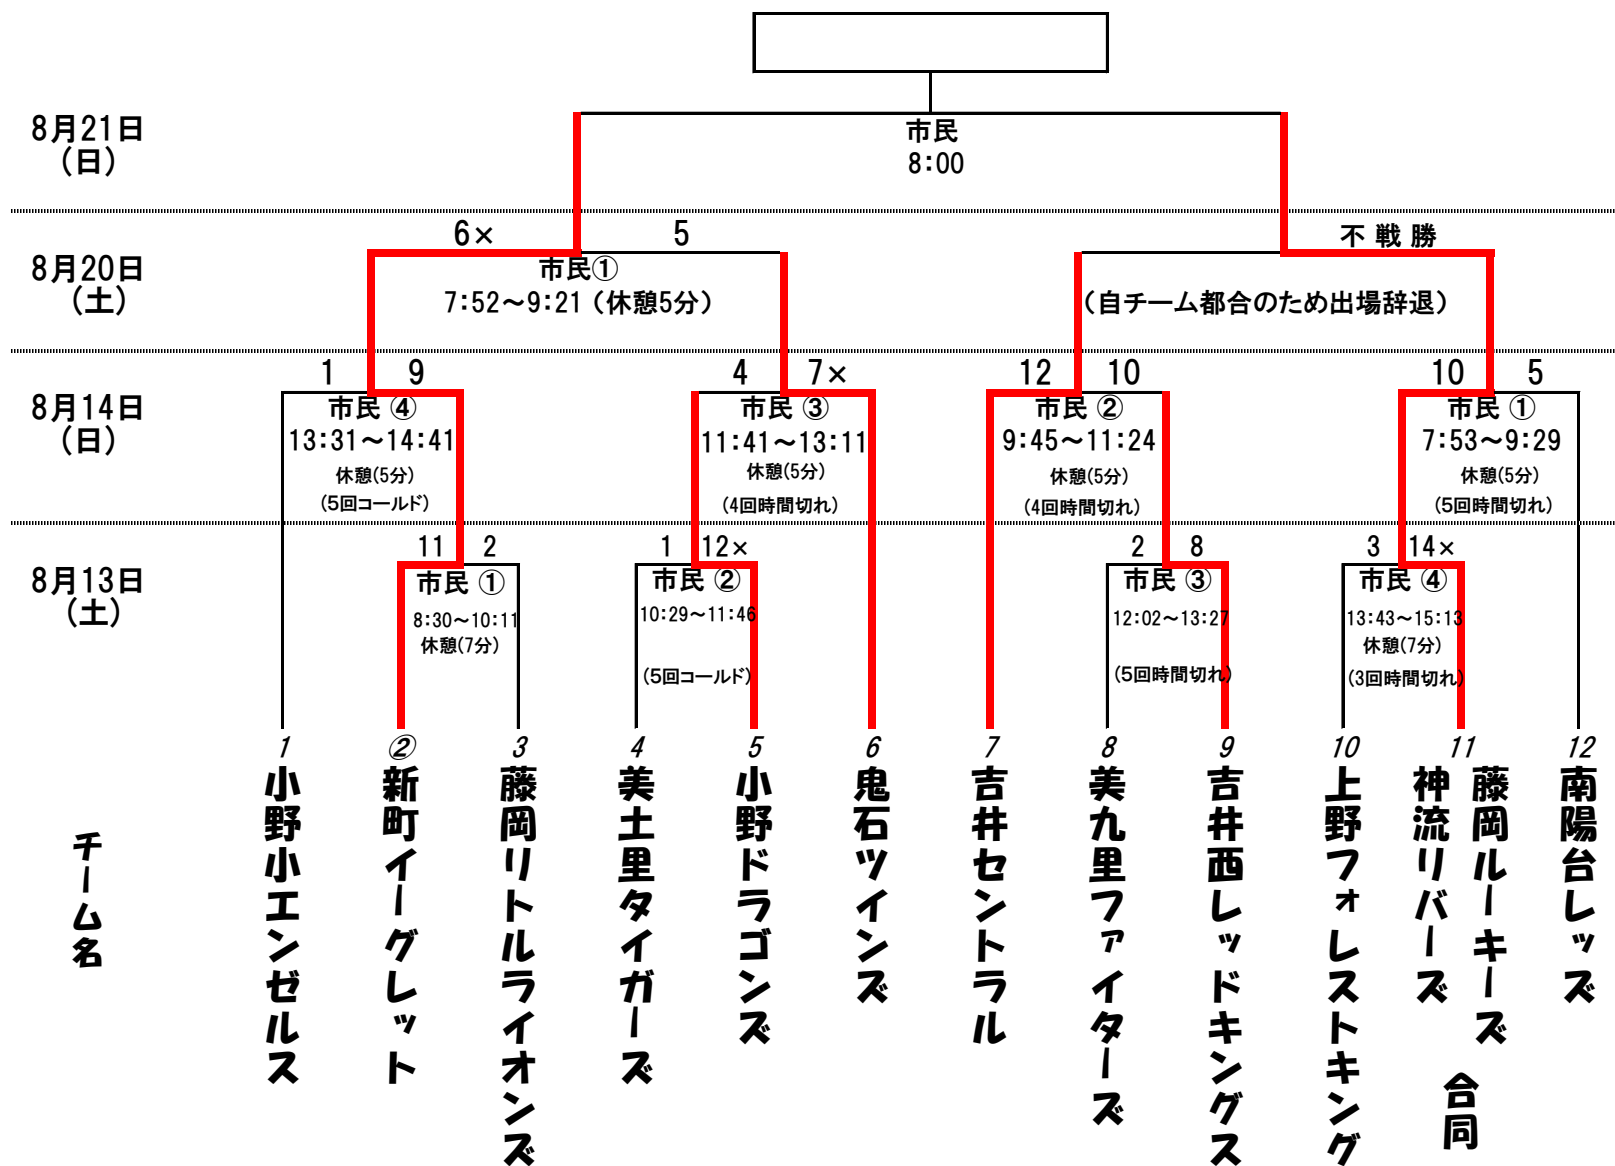 8月21日
(日)
市民
8:00
6×
5
不戦勝
8月20日
(土)
市民①
7:52～9:21 (休憩5分)
(自チーム都合のため出場辞退)
1
9
4
7×
12
10
10
5
8月14日
(日)
市民 ④
13:31～14:41
休憩(5分)
(5回コールド)
市民 ③
11:41～13:11
休憩(5分)
(4回時間切れ)
市民 ②
9:45～11:24
休憩(5分)
(4回時間切れ)
市民 ①
7:53～9:29
休憩(5分)
(5回時間切れ)
11
2
1
12×
2
8
3
14×
8月13日
(土)
市民 ①
8:30～10:11
休憩(7分)
市民 ②
10:29～11:46
(5回コールド)
市民 ③
12:02～13:27
(5回時間切れ)
市民 ④
13:43～15:13
休憩(7分)
(3回時間切れ)
チーム名
1
小野小エンゼルス
②
新町イーグレット
3
藤岡リトルライオンズ
4
美土里タイガーズ
5
小野ドラゴンズ
6
鬼石ツインズ
7
吉井セントラル
8
美九里ファイターズ
9
吉井西レッドキングス
10
上野フォレストキング
11
藤岡ルーキーズ
神流リバーズ
合同
12
南陽台レッズ